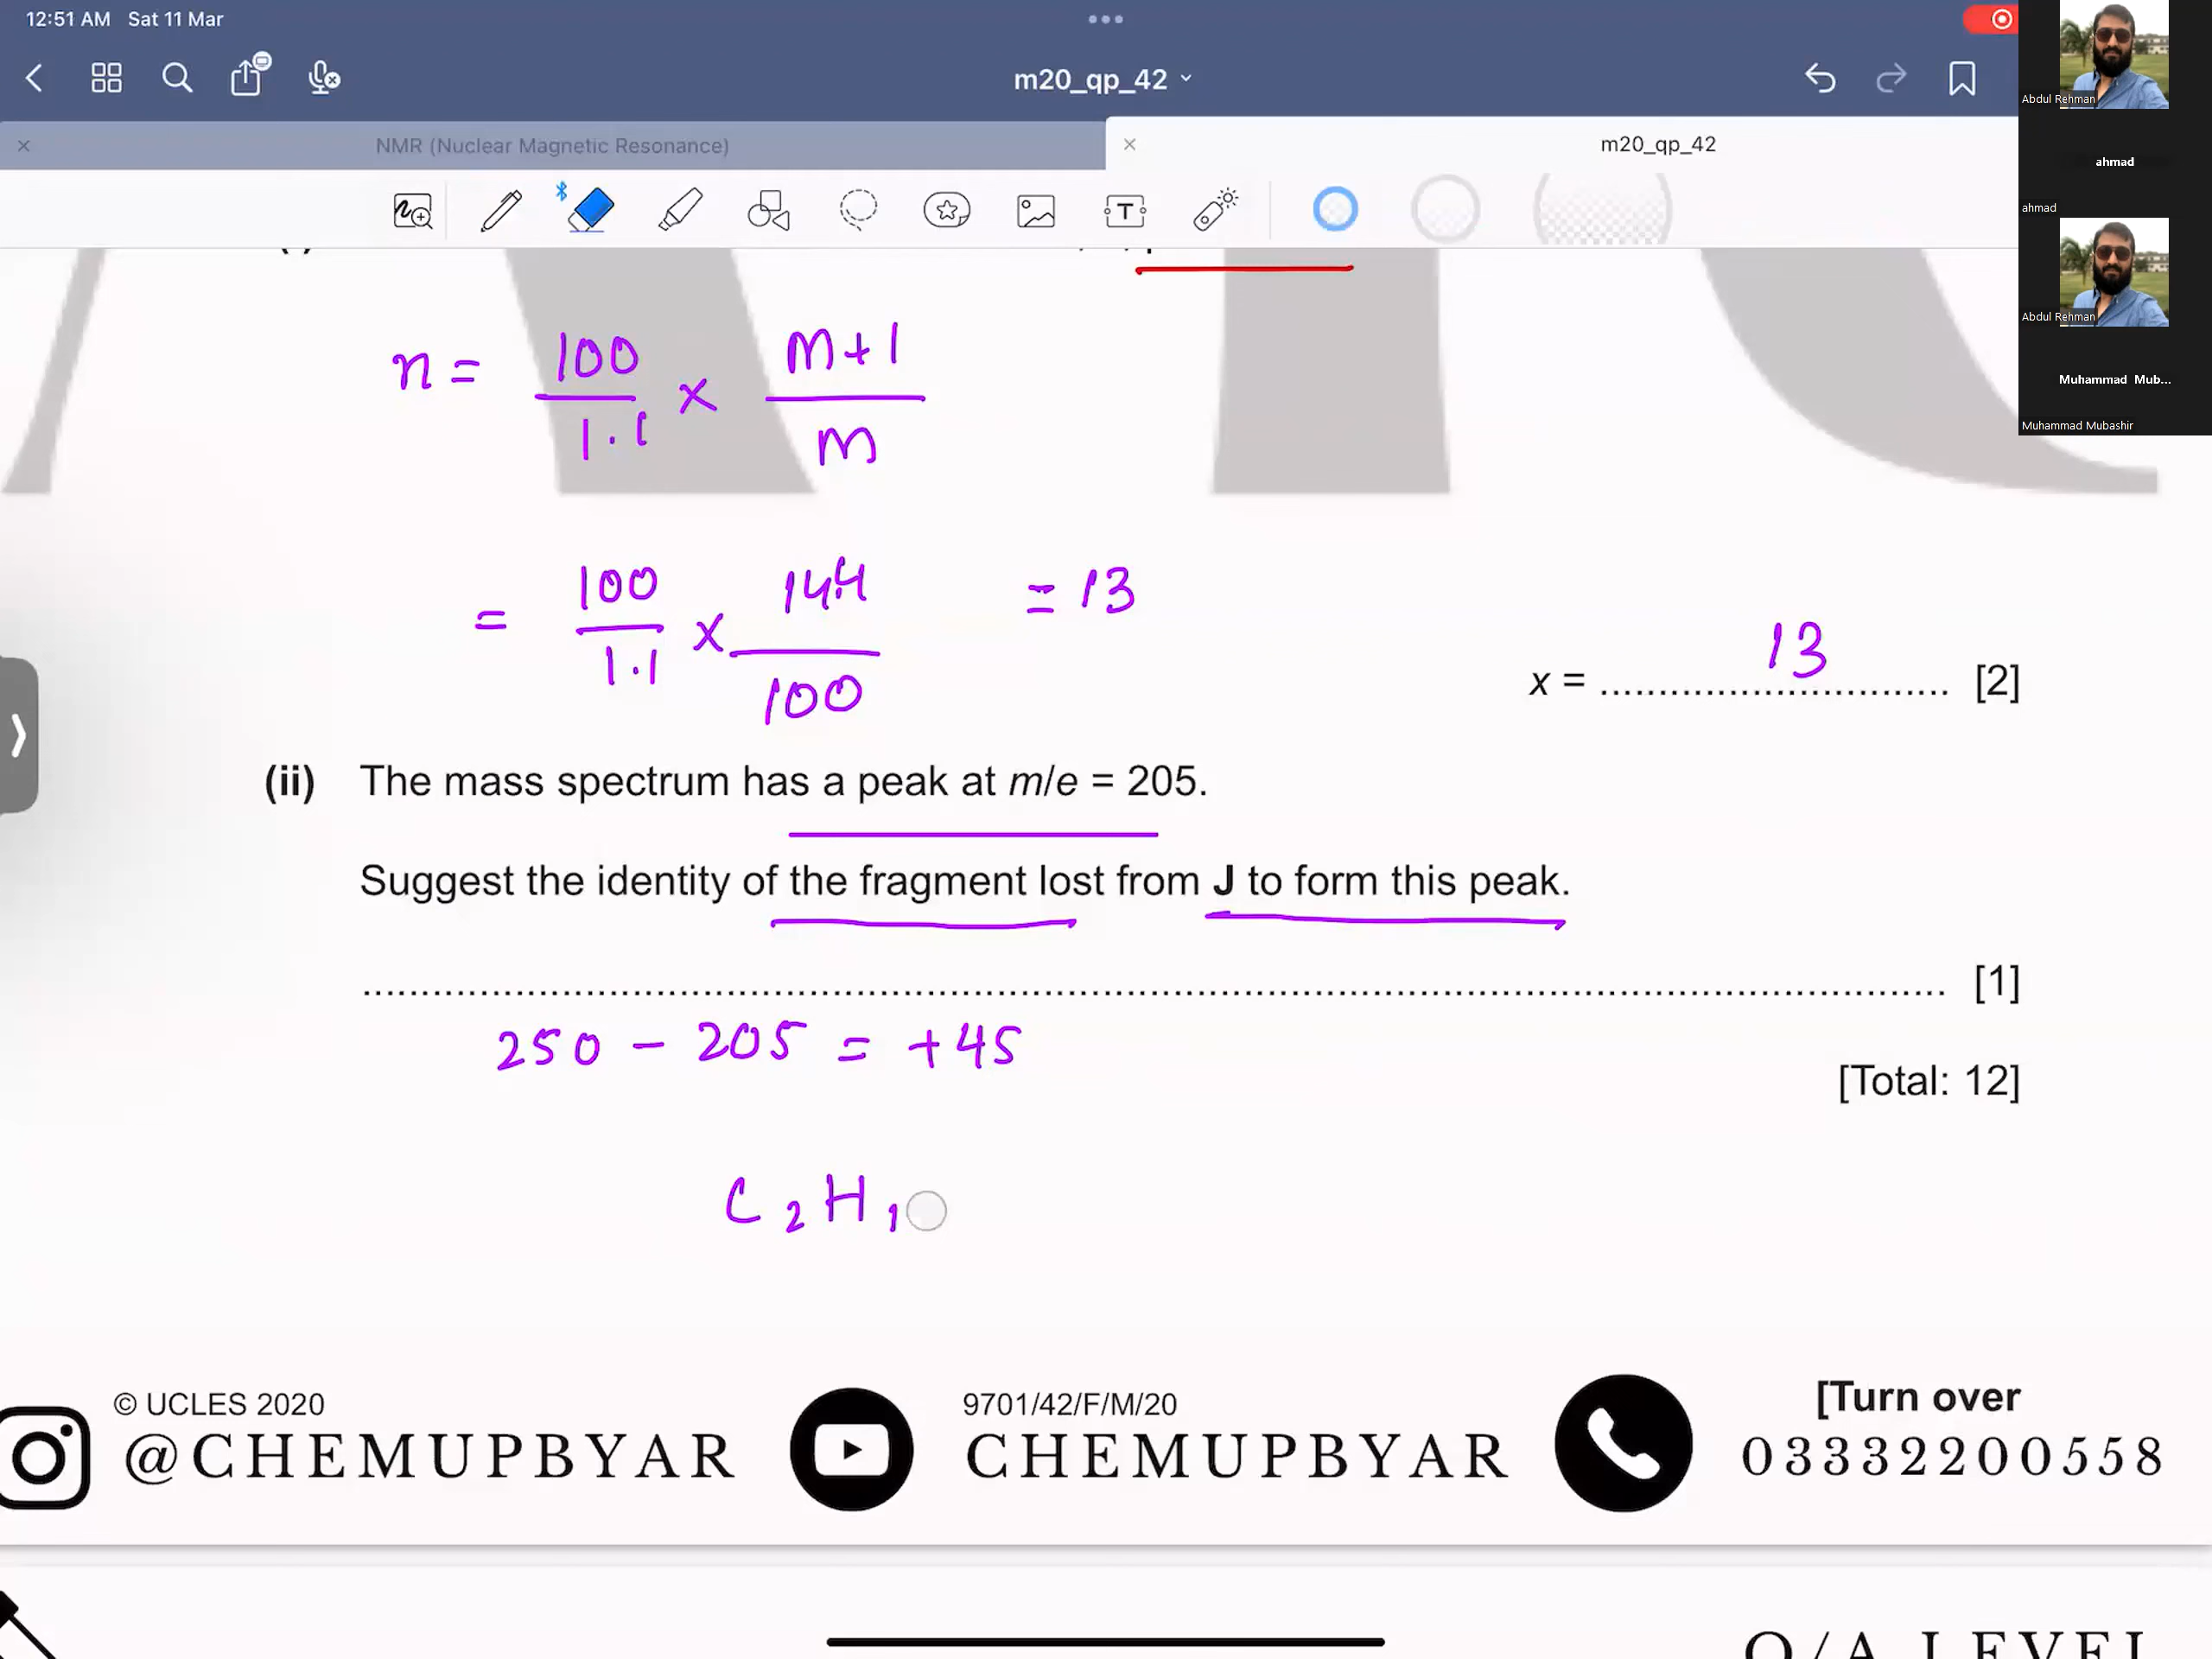 12:51 AM Sat 11 Mar
m20_qp_42
NMR (Nuclear Magnetic Resonance)
m20_qp_42
Abdul Rehman
ahmad
ahmad
Abdul Rehman
Muhammad Mub...
Muhammad Mubashir
n = 100/1.1 × m+1/m
= 100/1.1 × 14.4/100 = 13
13
x = .............................. [2]
(ii) The mass spectrum has a peak at m/e = 205.
Suggest the identity of the fragment lost from J to form this peak.
.............................................................................................................................. [1]
250 - 205 = +45
[Total: 12]
C2H1
© UCLES 2020
9701/42/F/M/20
[Turn over
@CHEMUPBYAR
CHEMUPBYAR
03332200558
O/A LEVEL